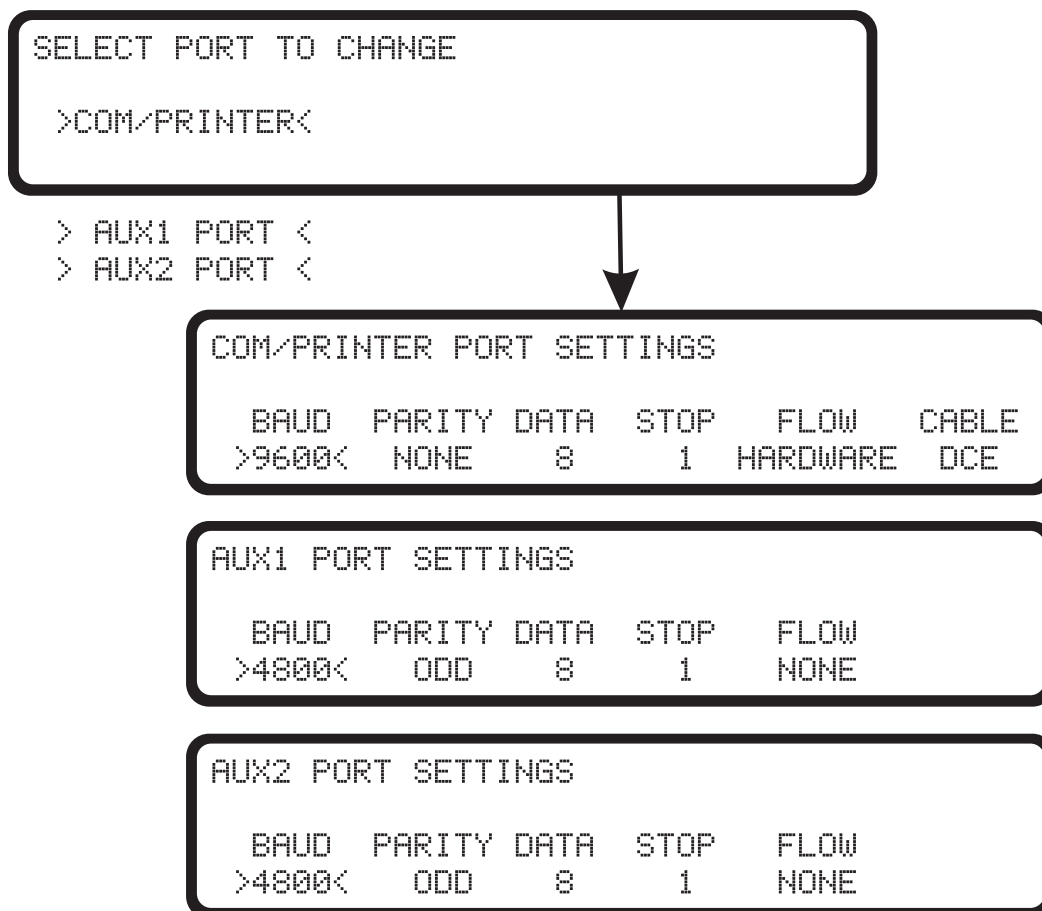 SELECT PORT TO CHANGE
>COM/PRINTER<
> AUX1 PORT <
> AUX2 PORT <
COM/PRINTER PORT SETTINGS
BAUD PARITY DATA STOP FLOW CABLE
>9600< NONE 8 1 HARDWARE DCE
AUX1 PORT SETTINGS
BAUD PARITY DATA STOP FLOW
>4800< ODD 8 1 NONE
AUX2 PORT SETTINGS
BAUD PARITY DATA STOP FLOW
>4800< ODD 8 1 NONE